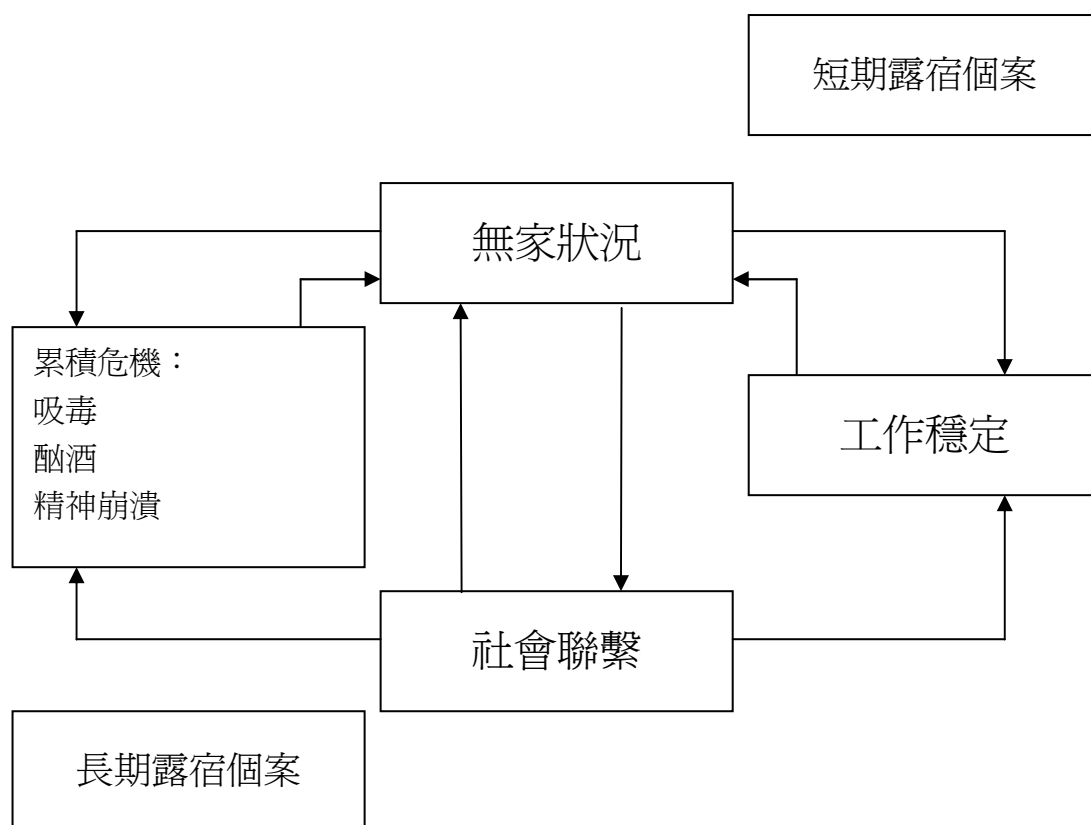 短期露宿個案
無家狀況
累積危機：
吸毒
酗酒
精神崩潰
工作穩定
社會聯繫
長期露宿個案